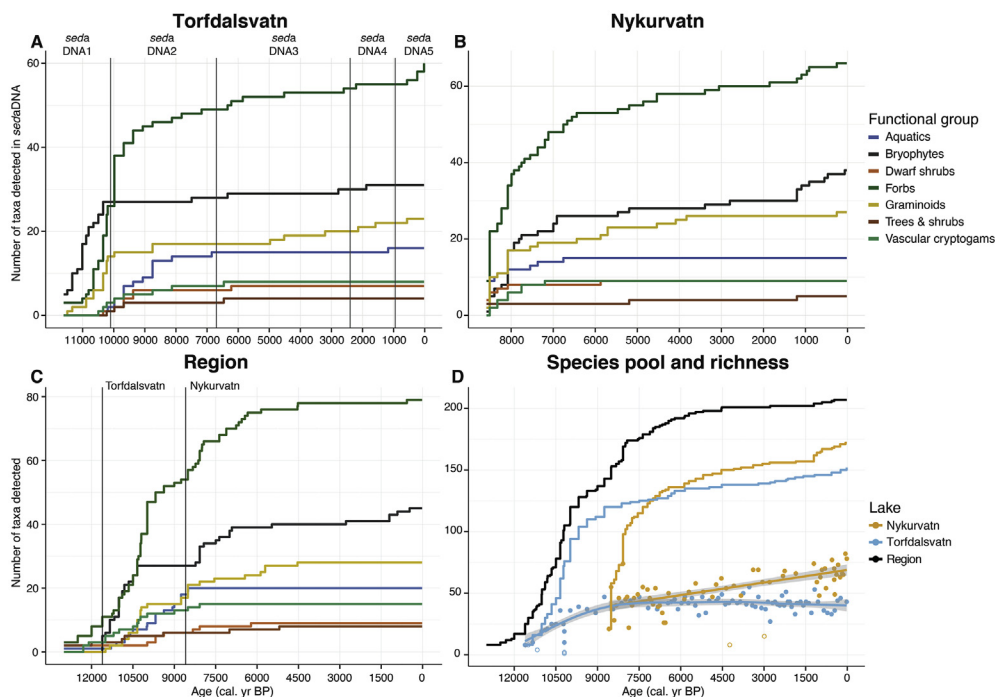 Torfdalsvatn
A
seda
DNA1
seda
DNA2
seda
DNA3
seda
DNA4
seda
DNA5
Number of taxa detected in sedaDNA
60
40
20
0
11000 10000 9000 8000 7000 6000 5000 4000 3000 2000 1000 0
Nykurvatn
B
60
40
20
0
8000 7000 6000 5000 4000 3000 2000 1000 0
Functional group
Aquatics
Bryophytes
Dwarf shrubs
Forbs
Graminoids
Trees & shrubs
Vascular cryptogams
Region
C
Torfdalsvatn
Nykurvatn
Number of taxa detected
80
60
40
20
0
12000 10500 9000 7500 6000 4500 3000 1500 0
Age (cal. yr BP)
Species pool and richness
D
200
150
100
50
0
12000 10500 9000 7500 6000 4500 3000 1500 0
Age (cal. yr BP)
Lake
Nykurvatn
Torfdalsvatn
Region